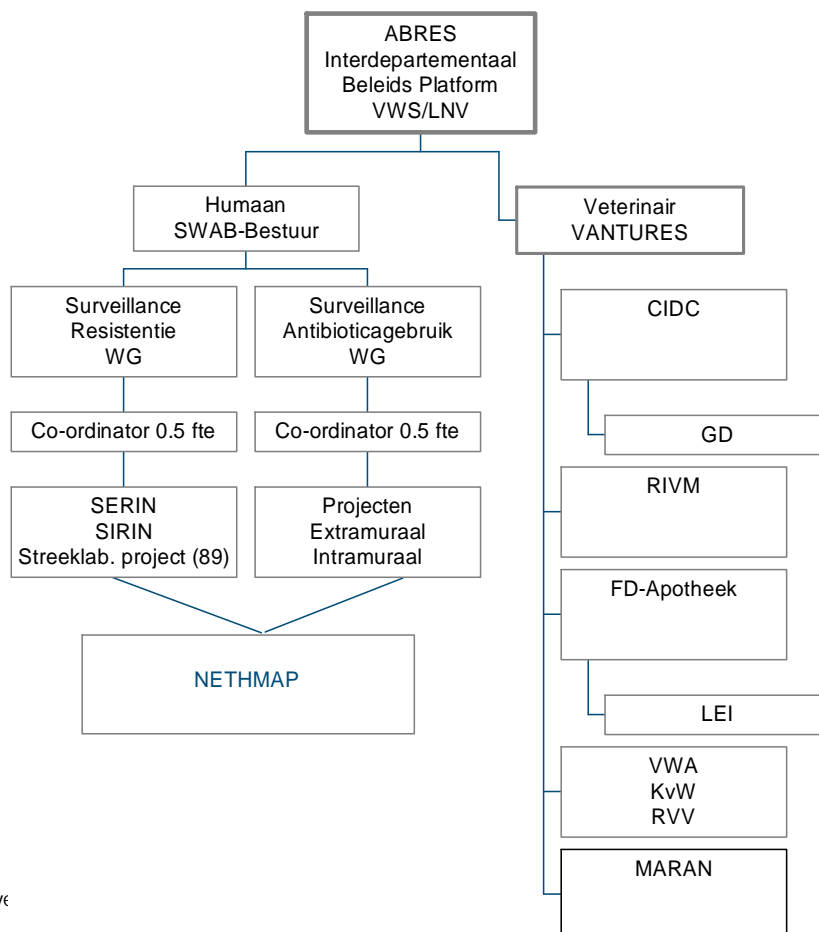 ABRES
Interdepartementaal
Beleids Platform
VWS/LNV
Humaan
SWAB-Bestuur
Veterinair
VANTURES
Surveillance
Resistentie
WG
Surveillance
Antibioticagebruik
WG
CIDC
Co-ordinator 0.5 fte
Co-ordinator 0.5 fte
GD
SERIN
SIRIN
Streeklab. project (89)
Projecten
Extramuraal
Intramuraal
RIVM
FD-Apotheek
NETHMAP
LEI
VWA
KvW
RVV
MARAN